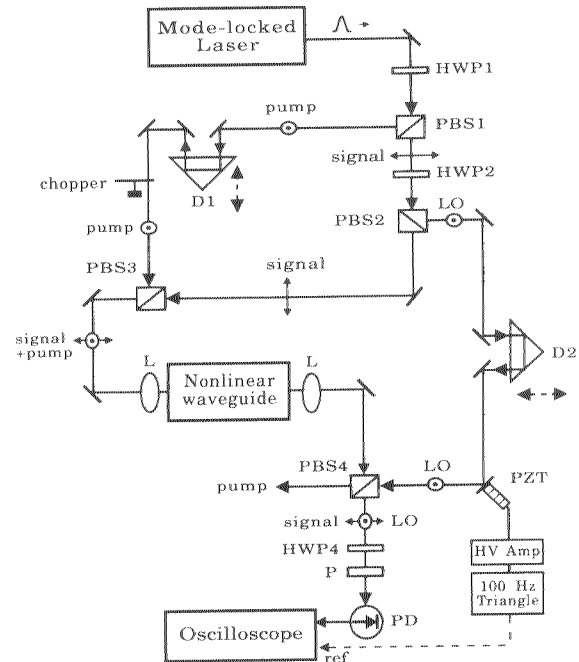 Mode-locked
Laser
HWP1
pump
PBS1
signal
HWP2
chopper
D1
LO
pump
PBS2
PBS3
signal
signal
+pump
D2
L
L
Nonlinear
waveguide
PBS4
LO
PZT
pump
signal
LO
HWP4
HV Amp
P
100 Hz
Triangle
PD
Oscilloscope
ref